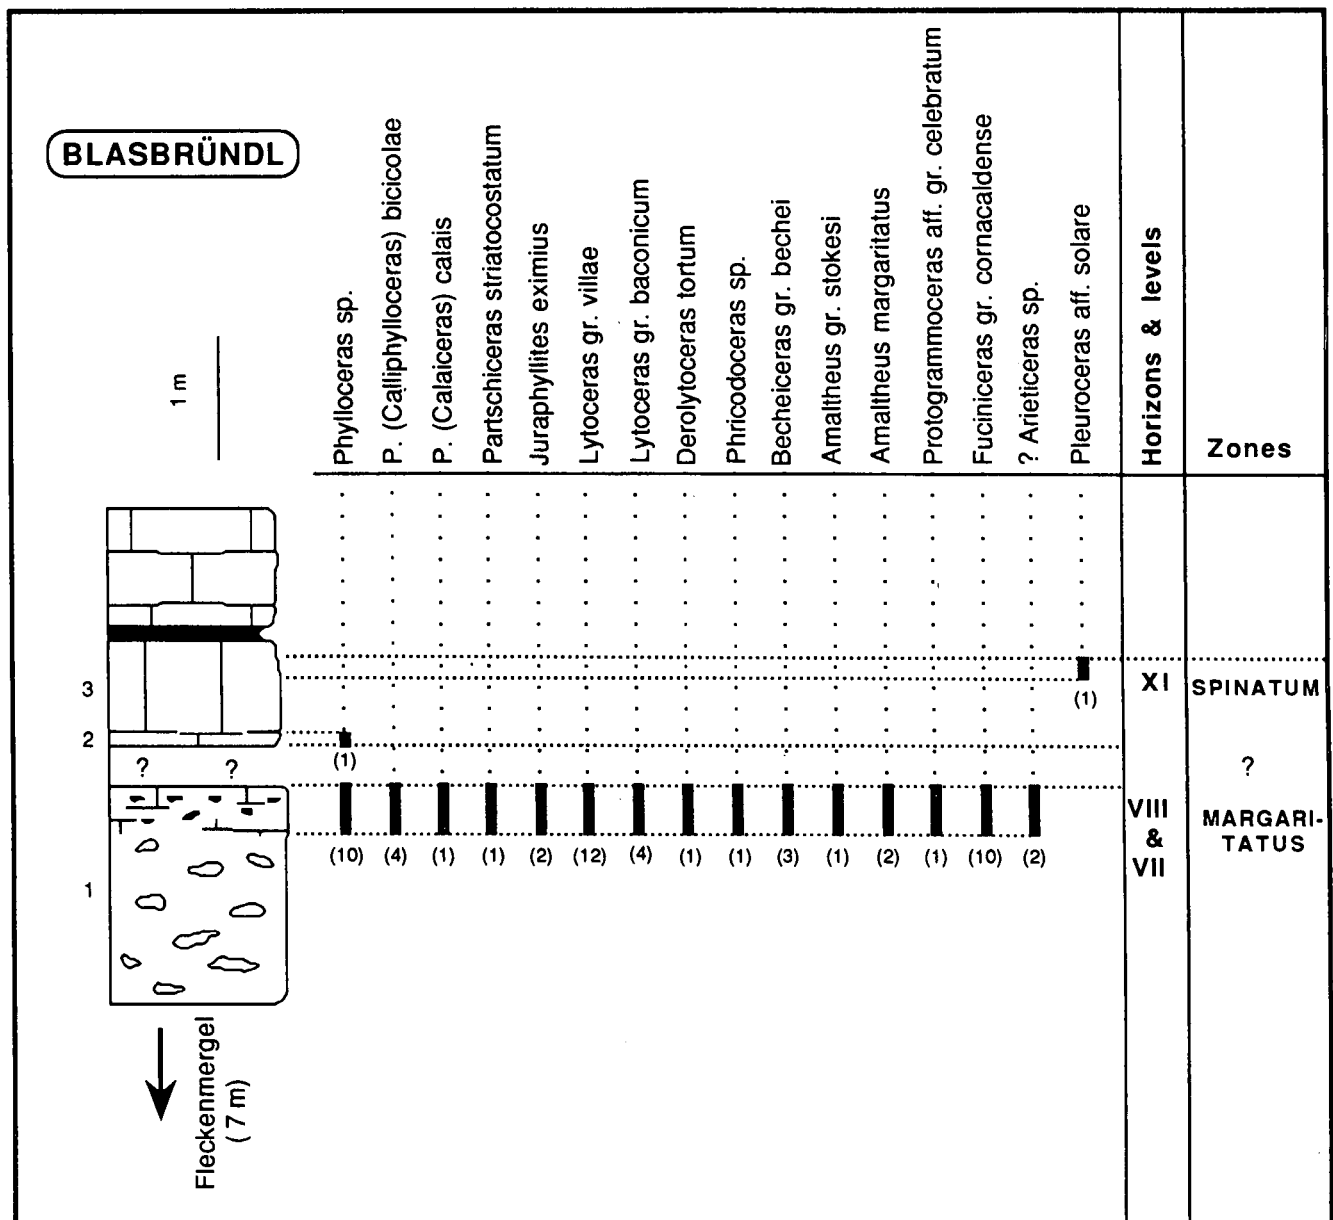 BLASBRÜNDL
1 m
Phylloceras sp.
P. (Calliphylloceras) bicicolae
P. (Calaiceras) calais
Partschiceras striatocostatum
Juraphyllites eximius
Lytoceras gr. villae
Lytoceras gr. baconicum
Derolytoceras tortum
Phricodoceras sp.
Becheiceras gr. bechei
Amaltheus gr. stokesi
Amaltheus margaritatus
Protogrammoceras aff. gr. celebratum
Fuciniceras gr. cornacaldense
? Arieticeras sp.
Pleuroceras aff. solare
Horizons & levels
Zones
3
(1)
XI
SPINATUM
2
(1)
? ?
?
VIII
&
VII
MARGARI-
TATUS
(10) (4) (1) (1) (2) (12) (4) (1) (1) (3) (1) (2) (1) (10) (2)
1
Fleckenmergel
( 7 m)